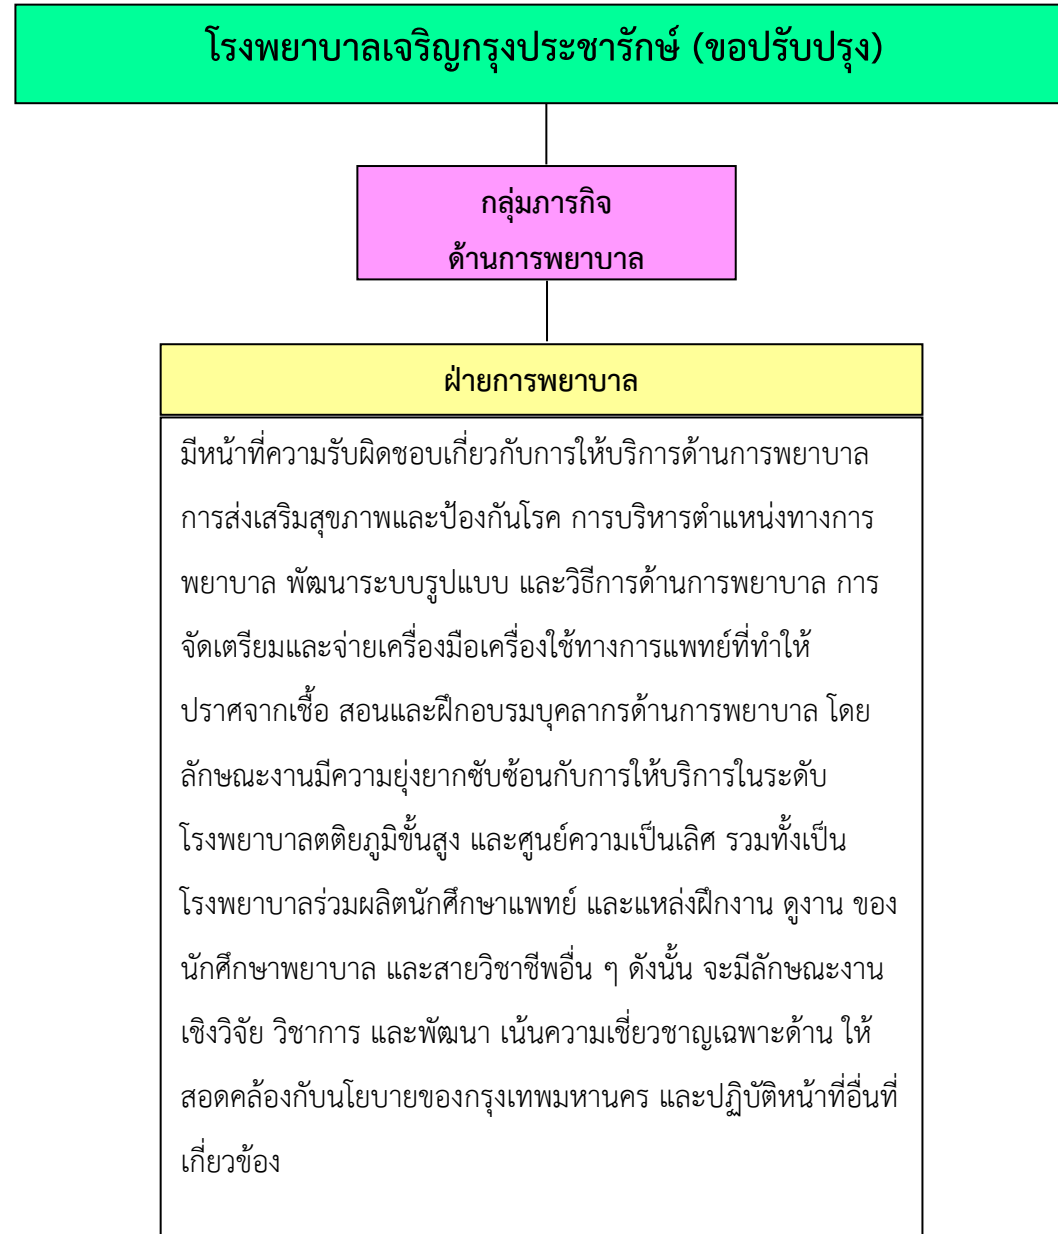 โรงพยาบาลเจริญกรุงประชารักษ์ (ขอปรับปรุง)
กลุ่มภารกิจ
ด้านการพยาบาล
ฝ่ายการพยาบาล
มีหน้าที่ความรับผิดชอบเกี่ยวกับการให้บริการด้านการพยาบาล
การส่งเสริมสุขภาพและป้องกันโรค การบริหารตำแหน่งทางการ
พยาบาล พัฒนาระบบรูปแบบ และวิธีการด้านการพยาบาล การ
จัดเตรียมและจ่ายเครื่องมือเครื่องใช้ทางการแพทย์ที่ทำให้
ปราศจากเชื้อ สอนและฝึกอบรมบุคลากรด้านการพยาบาล โดย
ลักษณะงานมีความยุ่งยากซับซ้อนกับการให้บริการในระดับ
โรงพยาบาลตติยภูมิขั้นสูง และศูนย์ความเป็นเลิศ รวมทั้งเป็น
โรงพยาบาลร่วมผลิตนักศึกษาแพทย์ และแหล่งฝึกงาน ดูงาน ของ
นักศึกษาพยาบาล และสายวิชาชีพอื่น ๆ ดังนั้น จะมีลักษณะงาน
เชิงวิจัย วิชาการ และพัฒนา เน้นความเชี่ยวชาญเฉพาะด้าน ให้
สอดคล้องกับนโยบายของกรุงเทพมหานคร และปฏิบัติหน้าที่อื่นที่
เกี่ยวข้อง